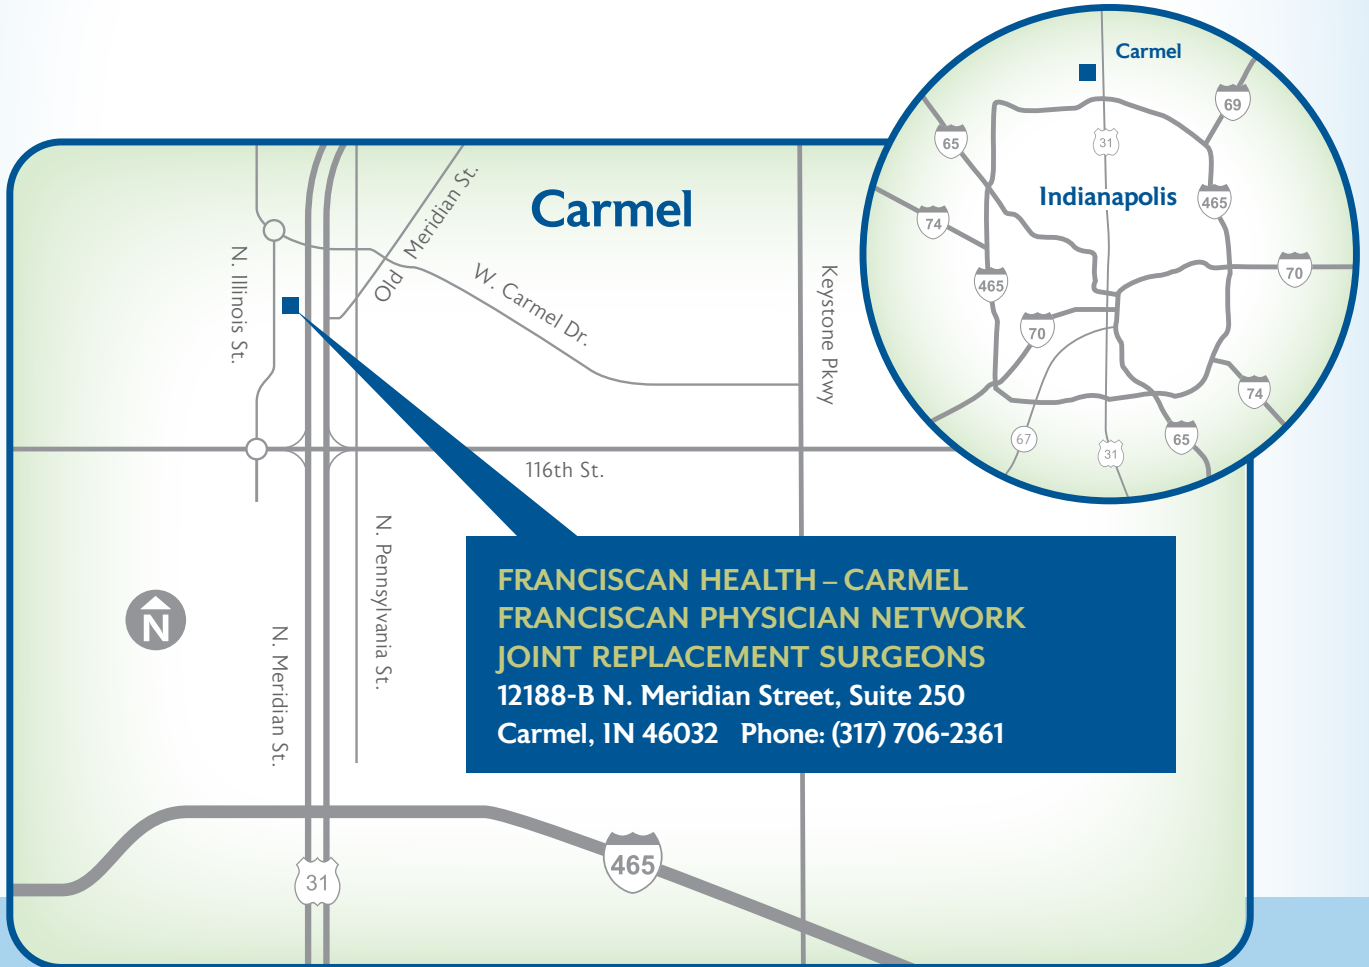 Carmel
69
65
31
Indianapolis
465
74
70
465
70
74
67
31
65
Carmel
Old Meridian St.
N. Illinois St.
W. Carmel Dr.
Keystone Pkwy
116th St.
N. Pennsylvania St.
N
N. Meridian St.
FRANCISCAN HEALTH – CARMEL
FRANCISCAN PHYSICIAN NETWORK
JOINT REPLACEMENT SURGEONS
12188-B N. Meridian Street, Suite 250
Carmel, IN 46032 Phone: (317) 706-2361
465
31